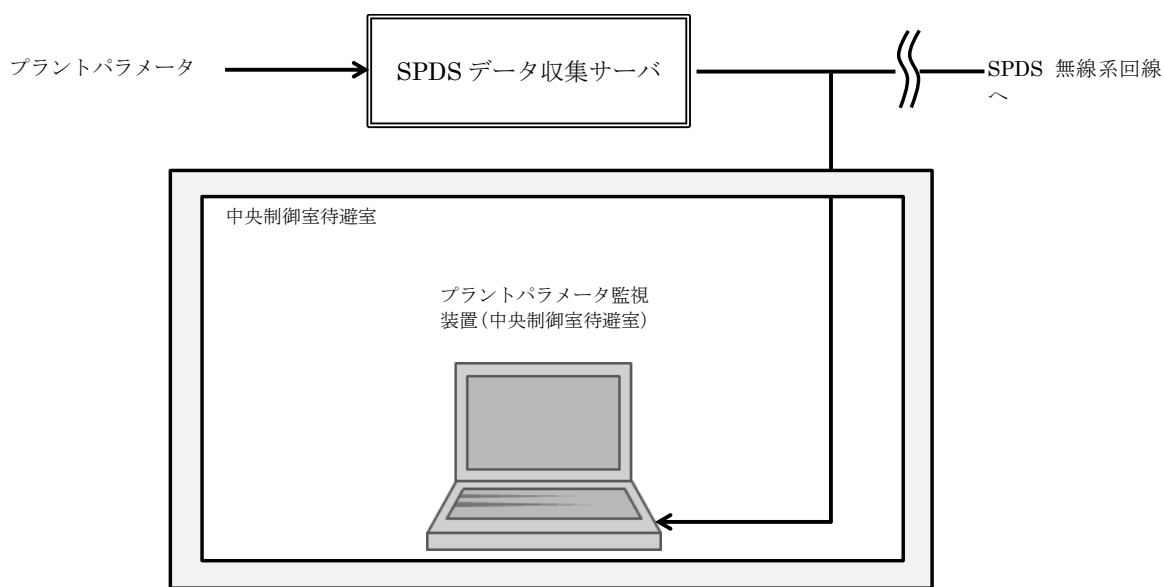 プラントパラメータ
SPDS データ収集サーバ
SPDS 無線系回線
へ
中央制御室待避室
プラントパラメータ監視
装置(中央制御室待避室)